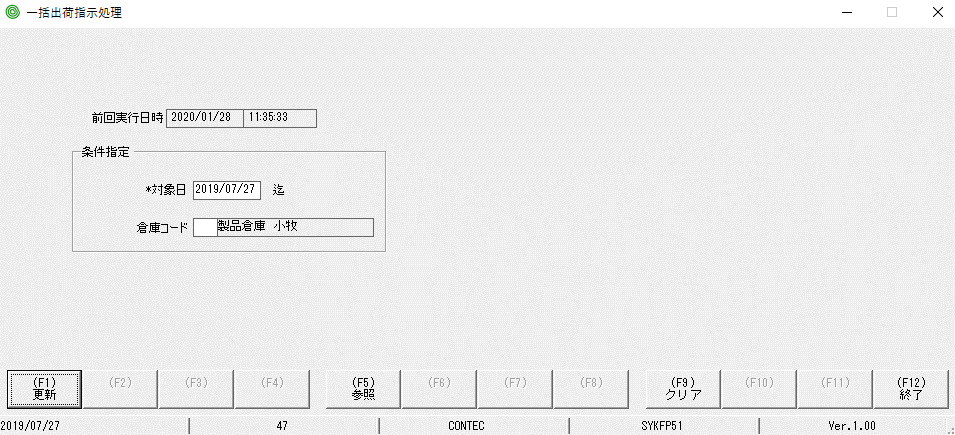 一括出荷指示処理
前回実行日時 2020/01/28 11:35:33
条件指定
*対象日 2019/07/27 迄
倉庫コード 製品倉庫 小牧
(F1) (F2) (F3) (F4) (F5) (F6) (F7) (F8) (F9) (F10) (F11) (F12)
更新 参照 クリア 終了
2019/07/27 47 CONTEC SYKFP51 Ver.1.00